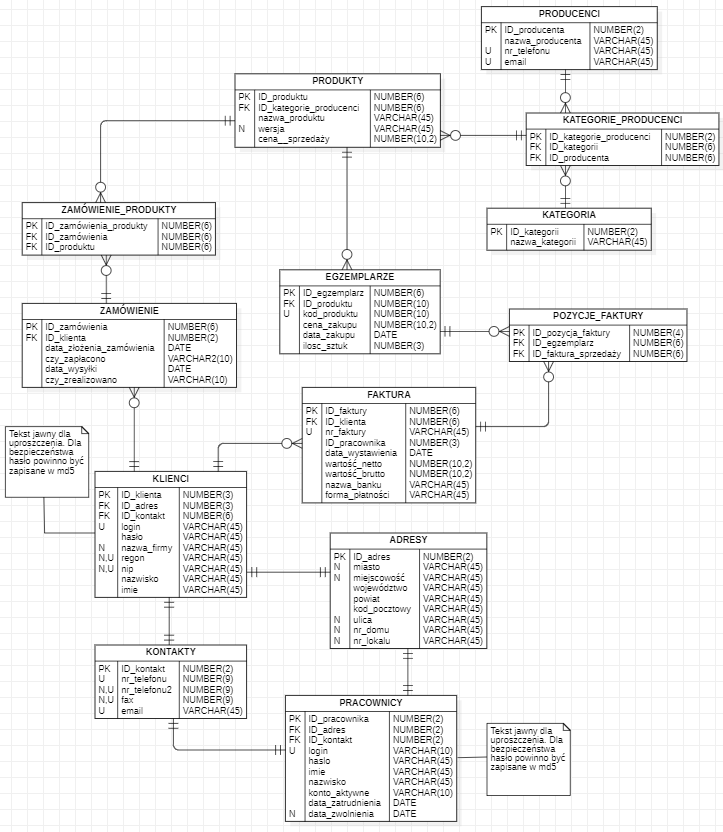 PRODUCENCI
PK ID_producenta NUMBER(2)
nazwa_producenta VARCHAR(45)
U nr_telefonu VARCHAR(45)
U email VARCHAR(45)
PRODUKTY
PK ID_produktu NUMBER(6)
FK ID_kategorie_producenci NUMBER(6)
nazwa_produktu VARCHAR(45)
N wersja VARCHAR(45)
cena__sprzedaży NUMBER(10,2)
KATEGORIE_PRODUCENCI
PK ID_kategorie_producenci NUMBER(2)
FK ID_kategorii NUMBER(6)
FK ID_producenta NUMBER(6)
ZAMÓWIENIE_PRODUKTY
PK ID_zamówienia_produkty NUMBER(6)
FK ID_zamówienia NUMBER(6)
FK ID_produktu NUMBER(6)
KATEGORIA
PK ID_kategorii NUMBER(2)
nazwa_kategorii VARCHAR(45)
EGZEMPLARZE
PK ID_egzemplarz NUMBER(6)
FK ID_produktu NUMBER(10)
U kod_produktu NUMBER(10)
cena_zakupu NUMBER(10,2)
data_zakupu DATE
ilosc_sztuk NUMBER(3)
ZAMÓWIENIE
PK ID_zamówienia NUMBER(6)
FK ID_klienta NUMBER(2)
data_złożenia_zamówienia DATE
czy_zapłacono VARCHAR2(10)
data_wysyłki DATE
czy_zrealizowano VARCHAR(10)
POZYCJE_FAKTURY
PK ID_pozycja_faktury NUMBER(4)
FK ID_egzemplarz NUMBER(6)
FK ID_faktura_sprzedaży NUMBER(6)
FAKTURA
PK ID_faktury NUMBER(6)
FK ID_klienta NUMBER(6)
U nr_faktury VARCHAR(45)
ID_pracownika NUMBER(3)
data_wystawienia DATE
wartość_netto NUMBER(10,2)
wartość_brutto NUMBER(10,2)
nazwa_banku VARCHAR(45)
forma_płatności VARCHAR(45)
Tekst jawny dla
uproszczenia. Dla
bezpieczeństwa
hasło powinno być
zapisane w md5
KLIENCI
PK ID_klienta NUMBER(3)
FK ID_adres NUMBER(3)
FK ID_kontakt NUMBER(6)
U login VARCHAR(45)
hasło VARCHAR(45)
N nazwa_firmy VARCHAR(45)
N,U regon VARCHAR(45)
N,U nip VARCHAR(45)
nazwisko VARCHAR(45)
imie VARCHAR(45)
ADRESY
PK ID_adres NUMBER(2)
N miasto VARCHAR(45)
N miejscowość VARCHAR(45)
województwo VARCHAR(45)
powiat VARCHAR(45)
kod_pocztowy VARCHAR(45)
N ulica VARCHAR(45)
N nr_domu VARCHAR(45)
N nr_lokalu VARCHAR(45)
KONTAKTY
PK ID_kontakt NUMBER(2)
U nr_telefonu NUMBER(9)
N,U nr_telefonu2 NUMBER(9)
N,U fax NUMBER(9)
U email VARCHAR(45)
PRACOWNICY
PK ID_pracownika NUMBER(2)
FK ID_adres NUMBER(2)
FK ID_kontakt NUMBER(2)
U login VARCHAR(10)
haslo VARCHAR(45)
imie VARCHAR(45)
nazwisko VARCHAR(45)
konto_aktywne VARCHAR(10)
data_zatrudnienia DATE
N data_zwolnienia DATE
Tekst jawny dla
uproszczenia. Dla
bezpieczeństwa
hasło powinno być
zapisane w md5